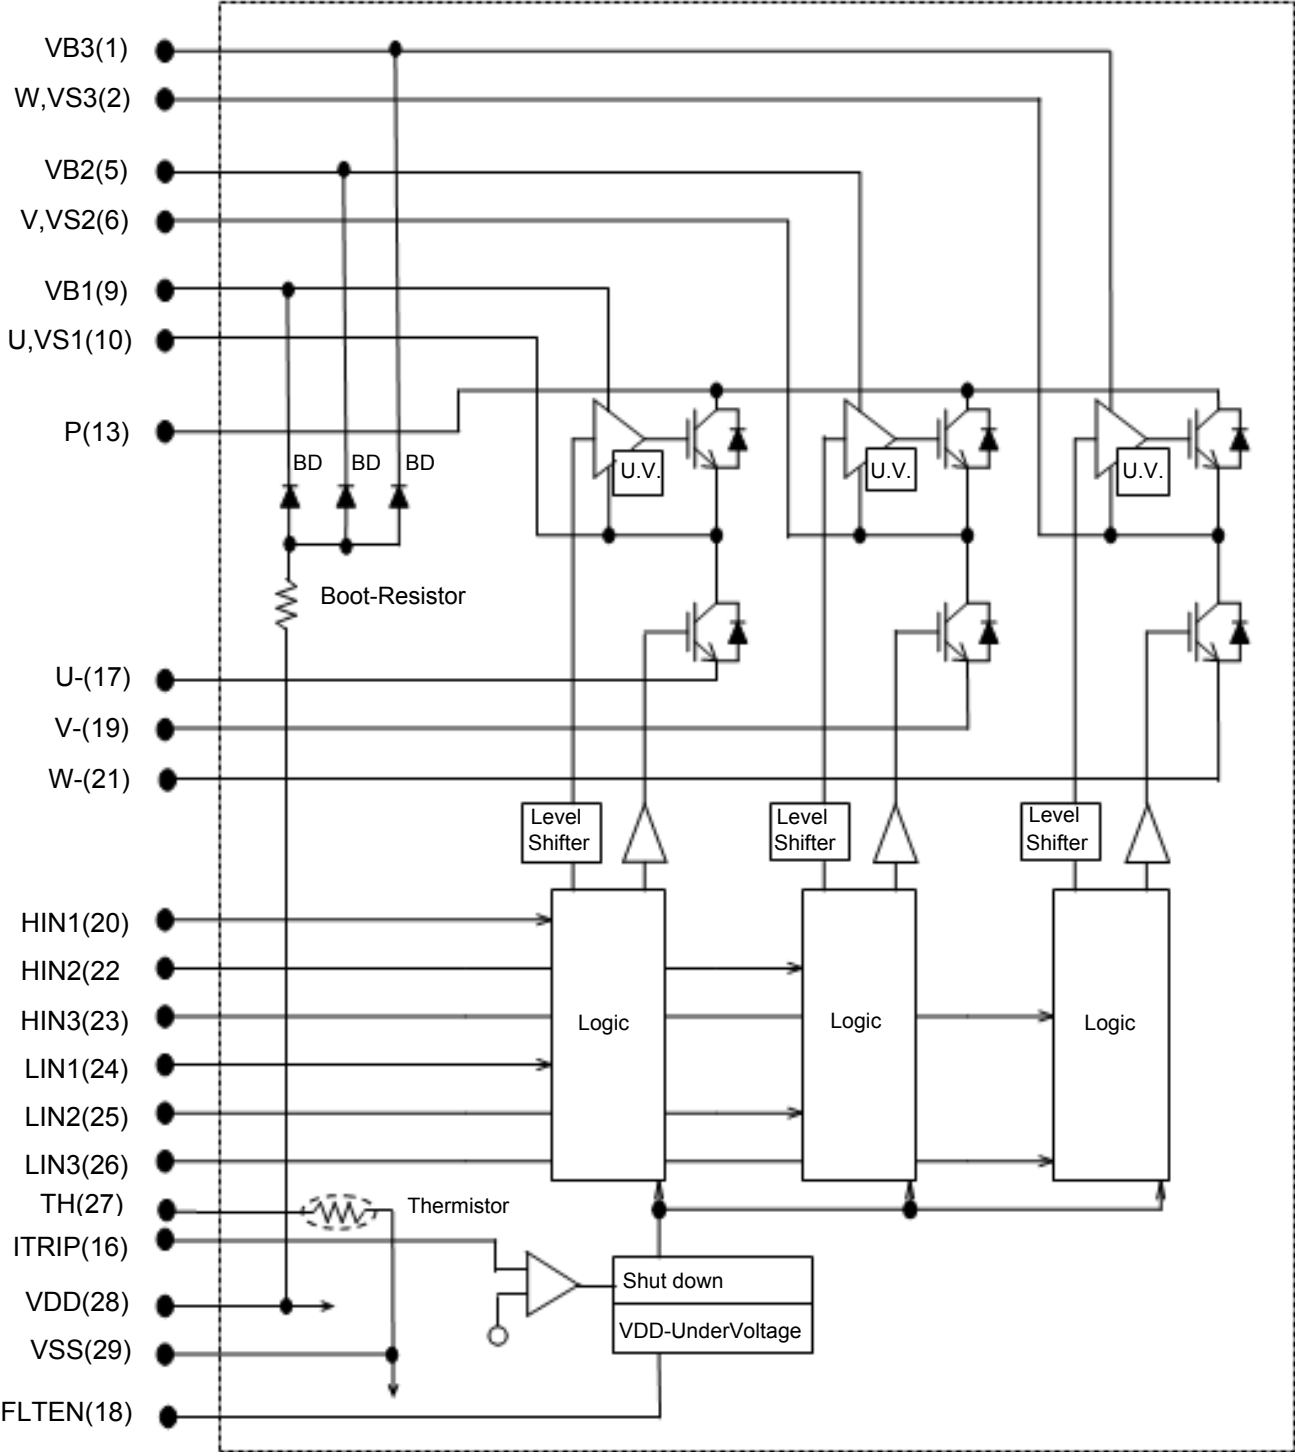 VB3(1)
W,VS3(2)
VB2(5)
V,VS2(6)
VB1(9)
U,VS1(10)
P(13)
BD
BD
BD
U.V.
U.V.
U.V.
Boot-Resistor
U-(17)
V-(19)
W-(21)
Level
Shifter
Level
Shifter
Level
Shifter
HIN1(20)
HIN2(22
HIN3(23)
Logic
Logic
Logic
LIN1(24)
LIN2(25)
LIN3(26)
TH(27)
Thermistor
ITRIP(16)
Shut down
VDD(28)
VDD-UnderVoltage
VSS(29)
FLTEN(18)